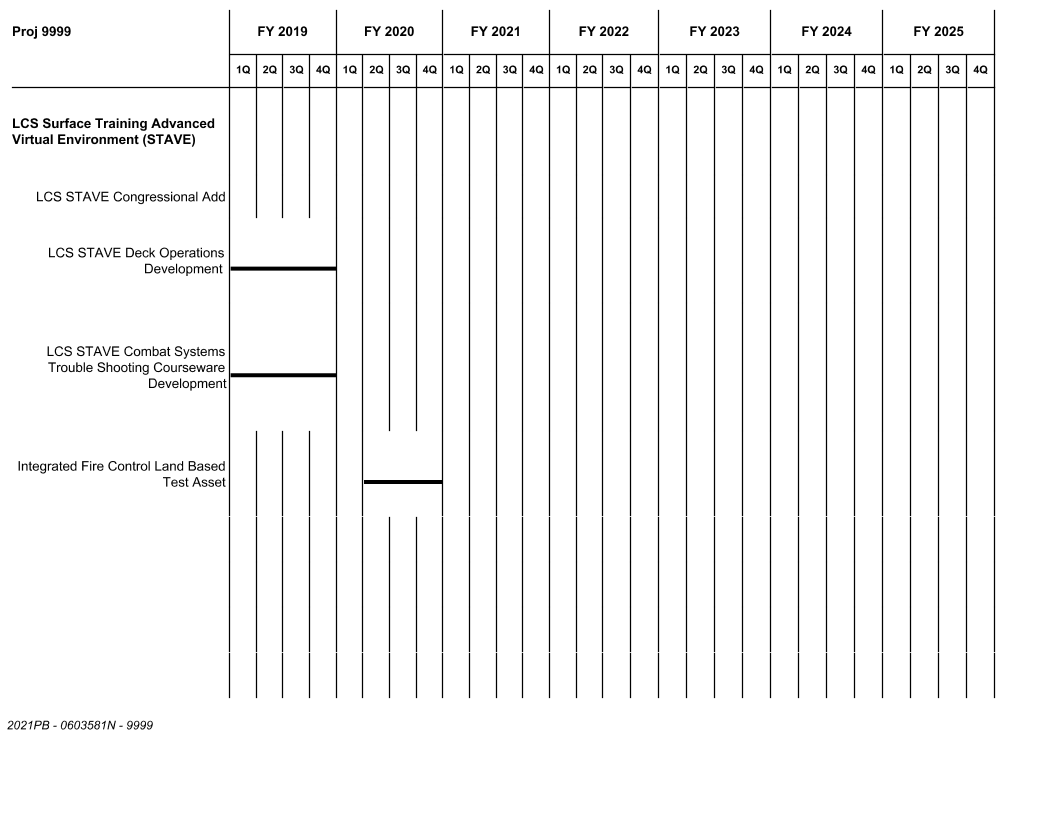 Proj 9999 FY 2019 FY 2020 FY 2021 FY 2022 FY 2023 FY 2024 FY 2025
1Q 2Q 3Q 4Q 1Q 2Q 3Q 4Q 1Q 2Q 3Q 4Q 1Q 2Q 3Q 4Q 1Q 2Q 3Q 4Q 1Q 2Q 3Q 4Q 1Q 2Q 3Q 4Q
LCS Surface Training Advanced
Virtual Environment (STAVE)
LCS STAVE Congressional Add
LCS STAVE Deck Operations
Development
LCS STAVE Combat Systems
Trouble Shooting Courseware
Development
Integrated Fire Control Land Based
Test Asset
2021PB - 0603581N - 9999